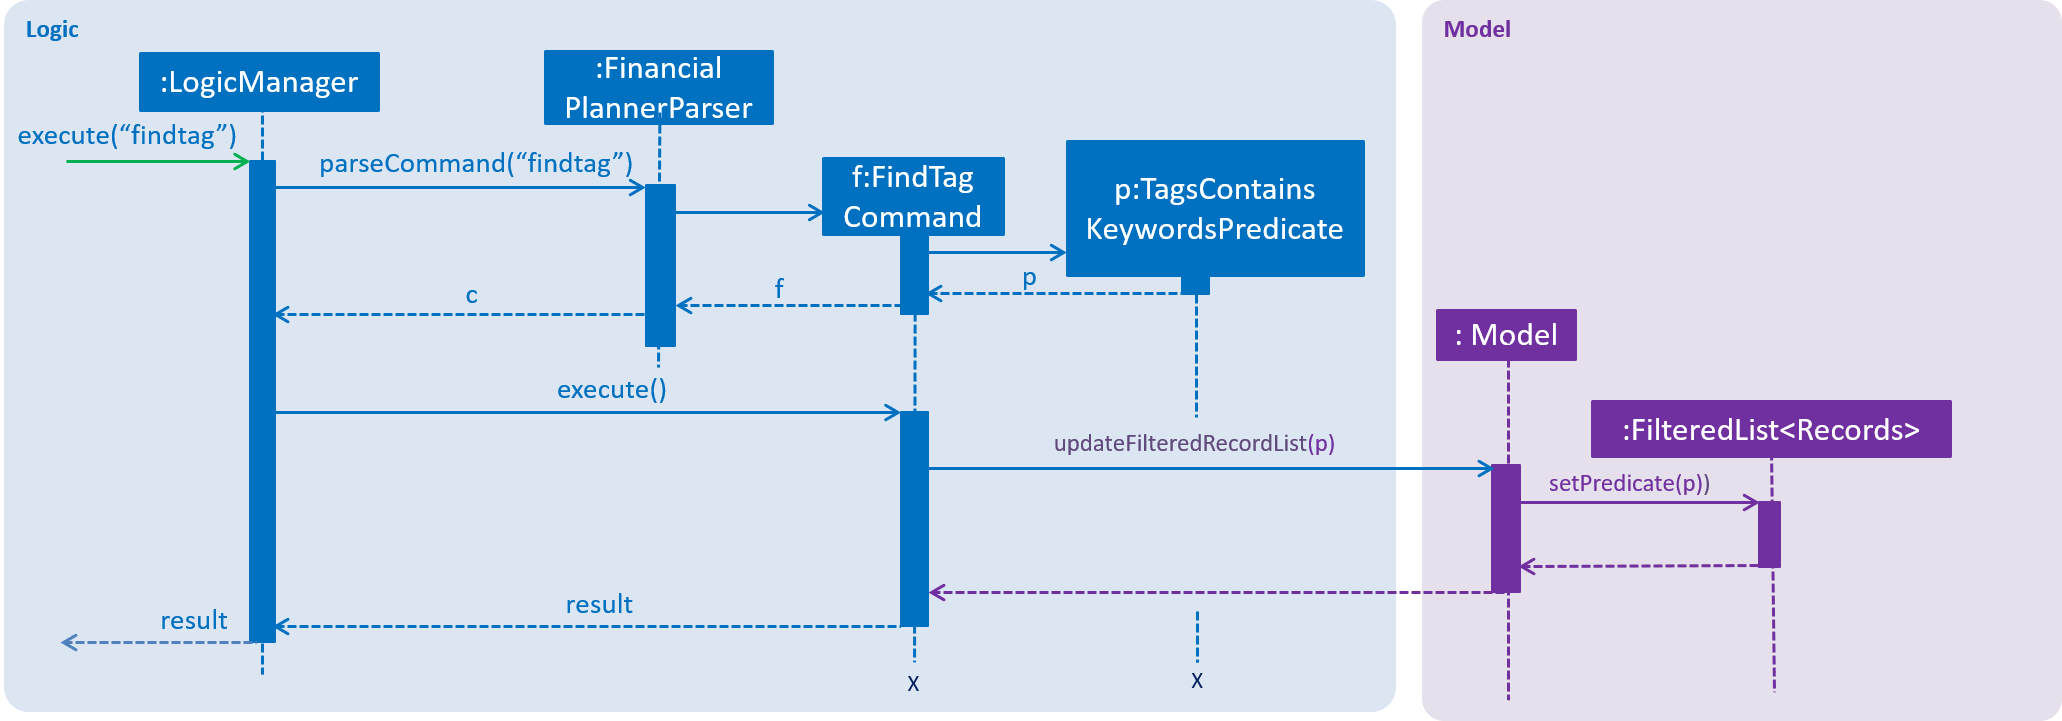 Logic
Model
:LogicManager
:Financial
PlannerParser
execute(“findtag”)
parseCommand(“findtag”)
f:FindTag
Command
p:TagsContains
KeywordsPredicate
p
f
c
: Model
execute()
:FilteredList<Records>
updateFilteredRecordList(p)
setPredicate(p))
result
result
X
X